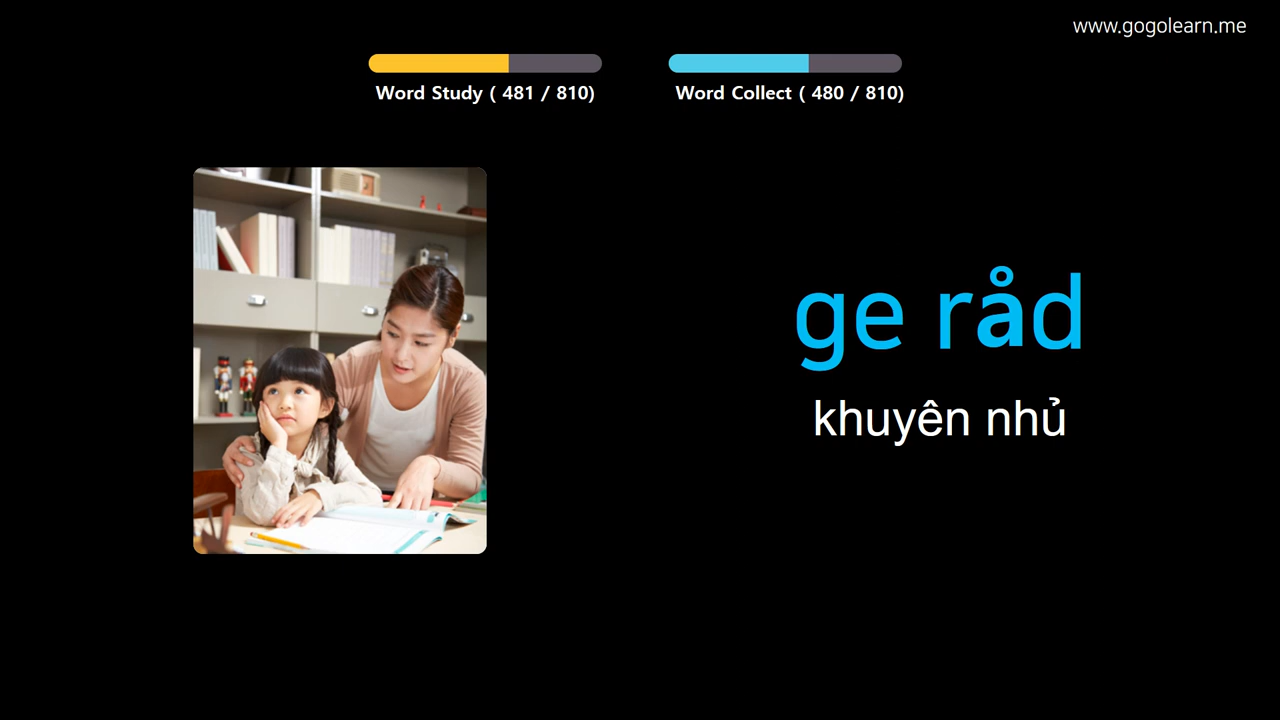 www.gogolearn.me
Word Study ( 481 / 810)
Word Collect ( 480 / 810)
ge råd
khuyên nhủ